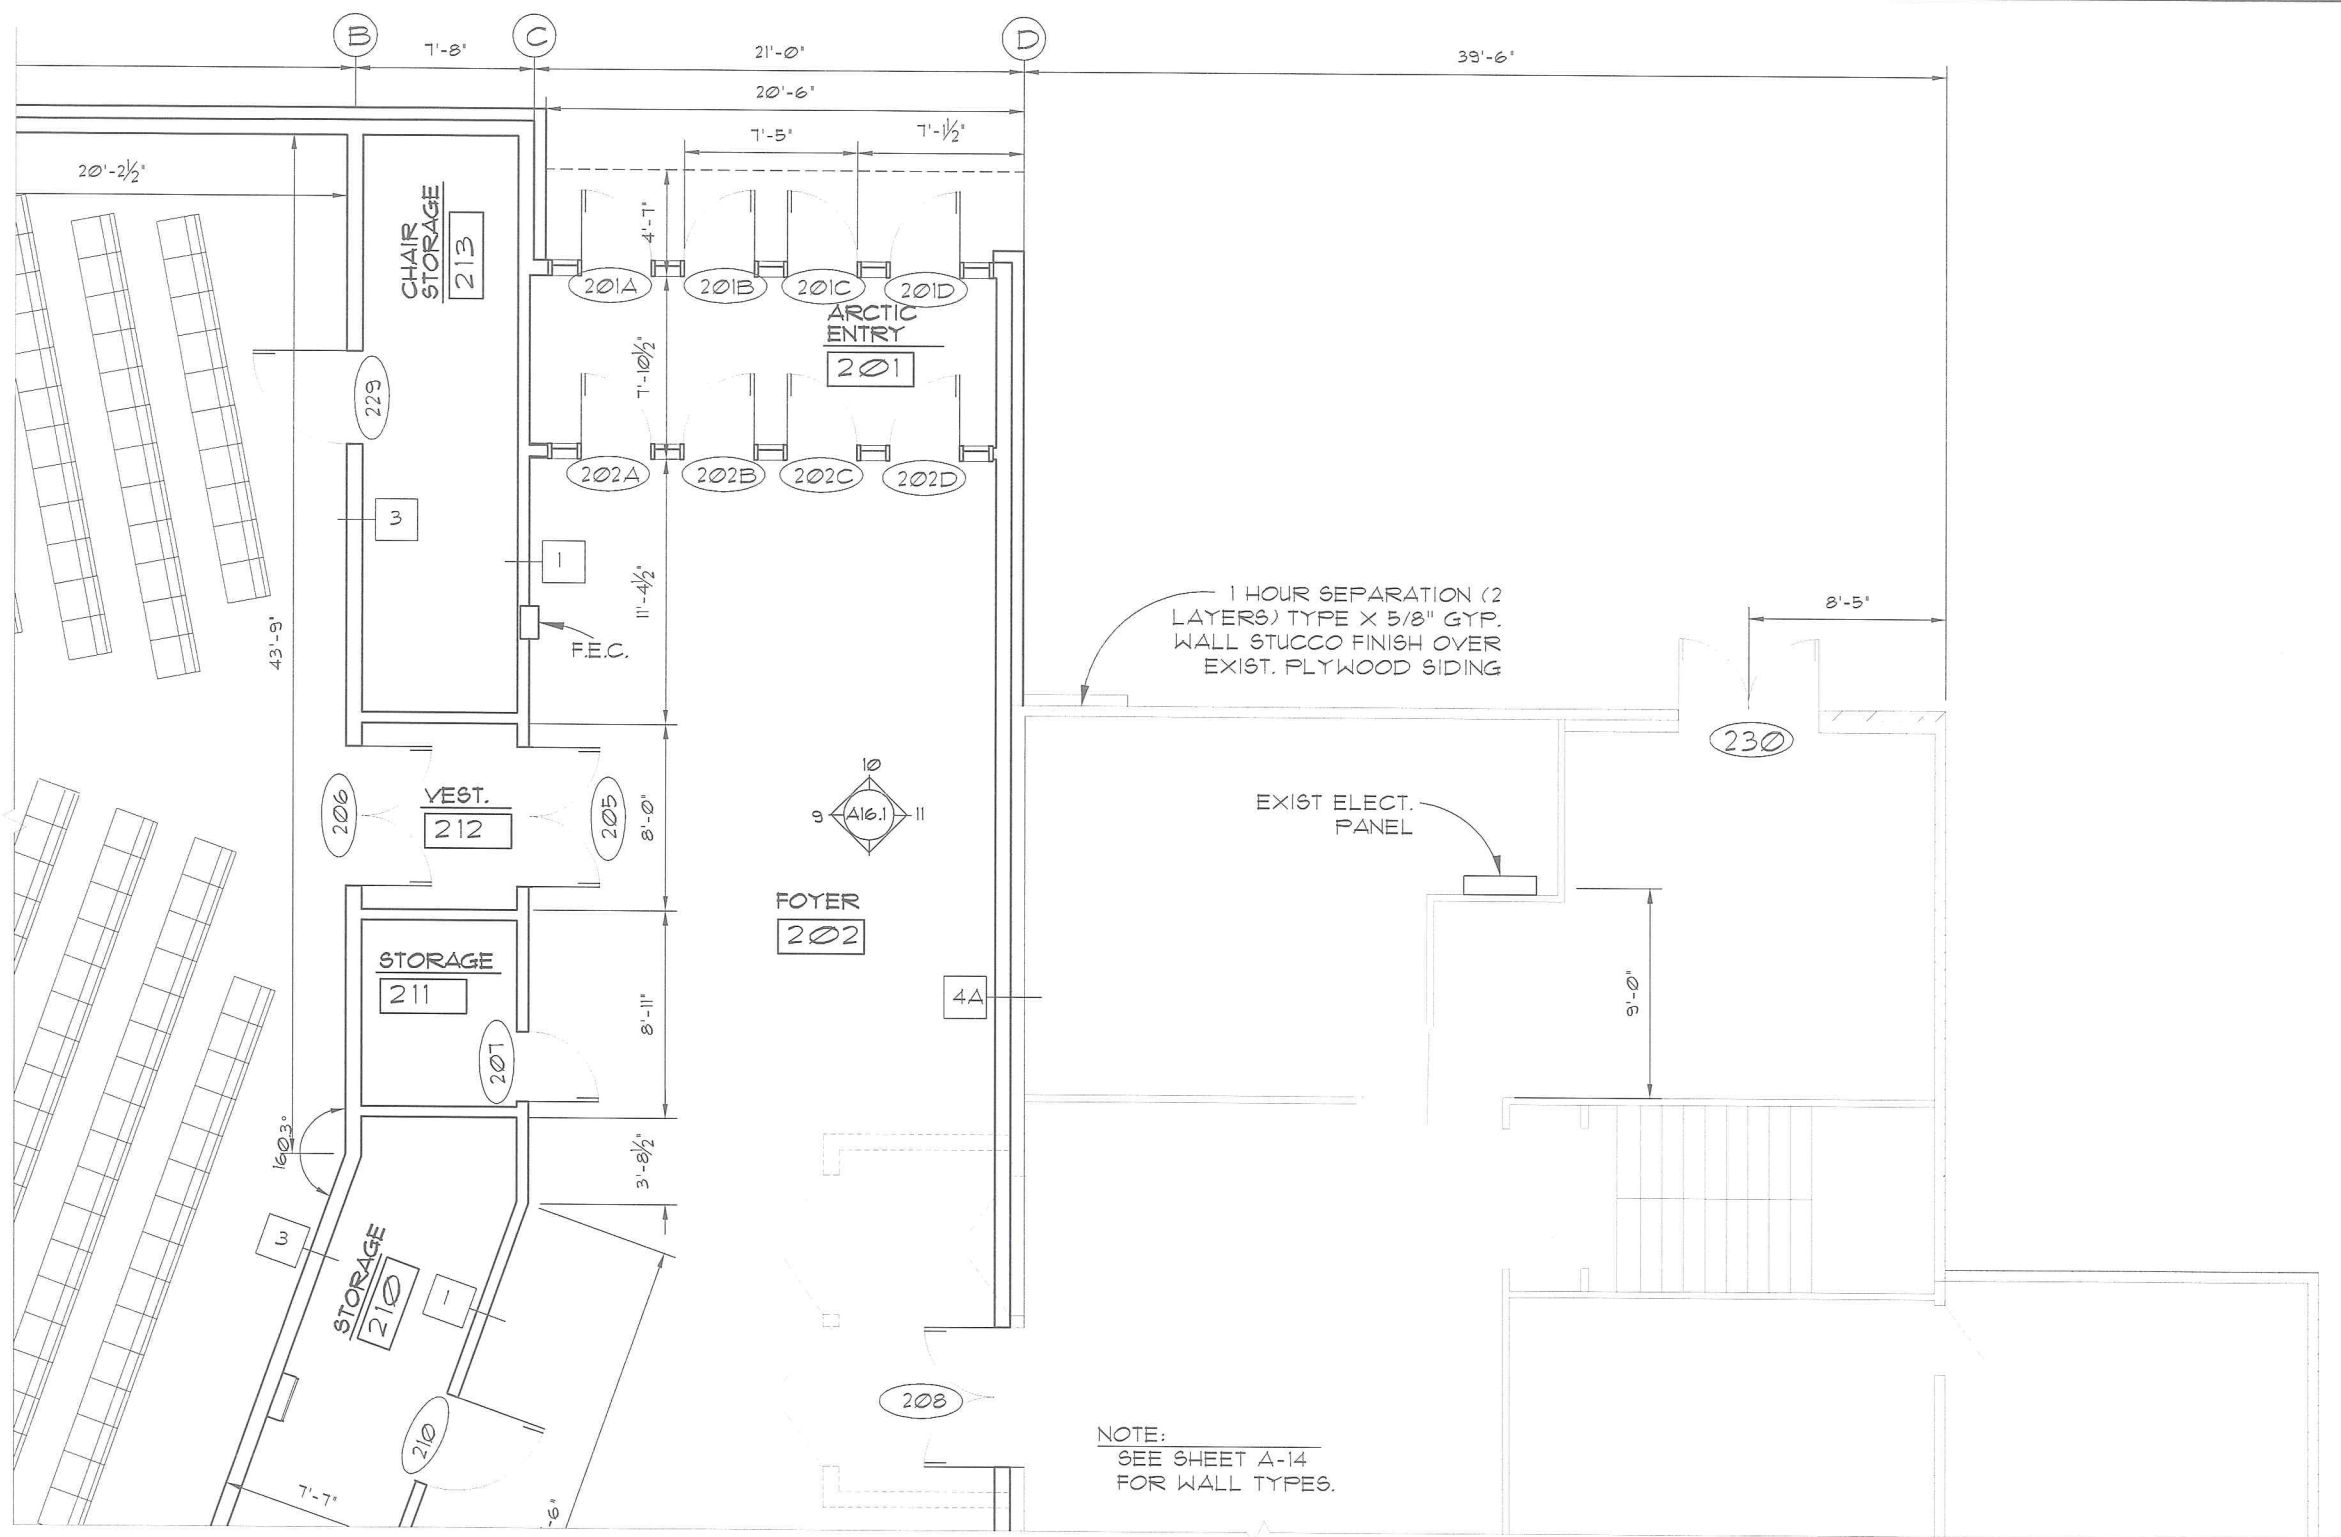 B
C
D
7'-8"
21'-0"
39'-6"
20'-6"
7'-5"
7'-1½"
20'-2½"
CHAIR
STORAGE
213
4'-7"
201A
201B
201C
201D
ARCTIC
ENTRY
201
7'-10½"
229
202A
202B
202C
202D
3
1
11'-4½"
F.E.C.
43'-9"
1 HOUR SEPARATION (2
LAYERS) TYPE X 5/8" GYP.
WALL STUCCO FINISH OVER
EXIST. PLYWOOD SIDING
8'-5"
230
206
VEST.
212
205
8'-0"
10
9
A16.1
11
EXIST ELECT.
PANEL
FOYER
202
STORAGE
211
207
8'-11"
4A
9'-0"
160.3°
3'-8½"
3
STORAGE
210
1
210
208
7'-7"
-6"
NOTE:
SEE SHEET A-14
FOR WALL TYPES.